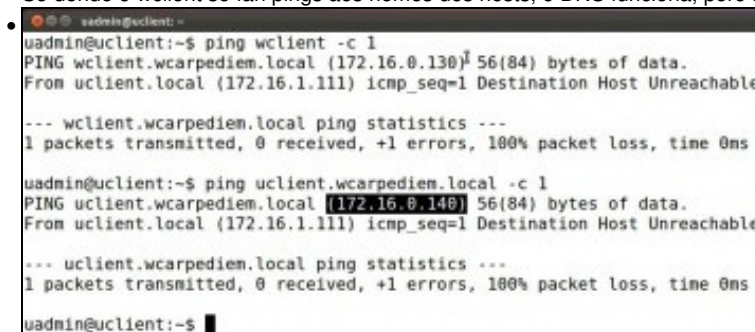 uadmin@uclient: ~
uadmin@uclient:~$ ping wclient -c 1
PING wclient.wcarpediem.local (172.16.0.130) 56(84) bytes of data.
From uclient.local (172.16.1.111) icmp_seq=1 Destination Host Unreachable
--- wclient.wcarpediem.local ping statistics ---
1 packets transmitted, 0 received, +1 errors, 100% packet loss, time 0ms
uadmin@uclient:~$ ping uclient.wcarpediem.local -c 1
PING uclient.wcarpediem.local (172.16.0.140) 56(84) bytes of data.
From uclient.local (172.16.1.111) icmp_seq=1 Destination Host Unreachable
--- uclient.wcarpediem.local ping statistics ---
1 packets transmitted, 0 received, +1 errors, 100% packet loss, time 0ms
uadmin@uclient:~$